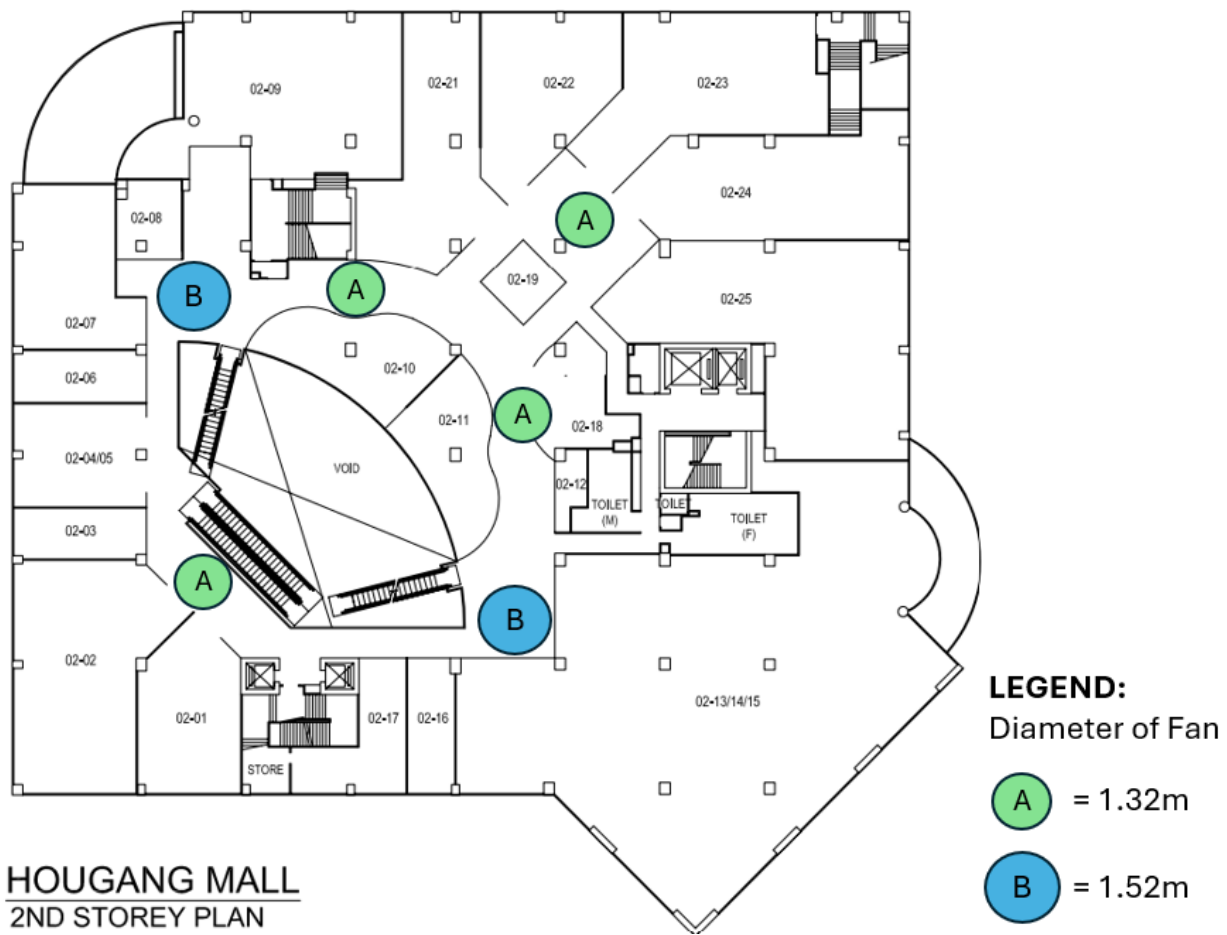 02-09
02-21
02-22
02-23
02-24
02-08
A
02-19
B
A
02-25
02-07
02-06
02-10
A
02-11
02-18
02-04/05
VOID
02-12
TOILET
(M)
TOILET
TOILET
(F)
02-03
A
B
02-02
02-01
02-17
02-16
02-13/14/15
STORE
LEGEND:
Diameter of Fan
A = 1.32m
B = 1.52m
HOUGANG MALL
2ND STOREY PLAN